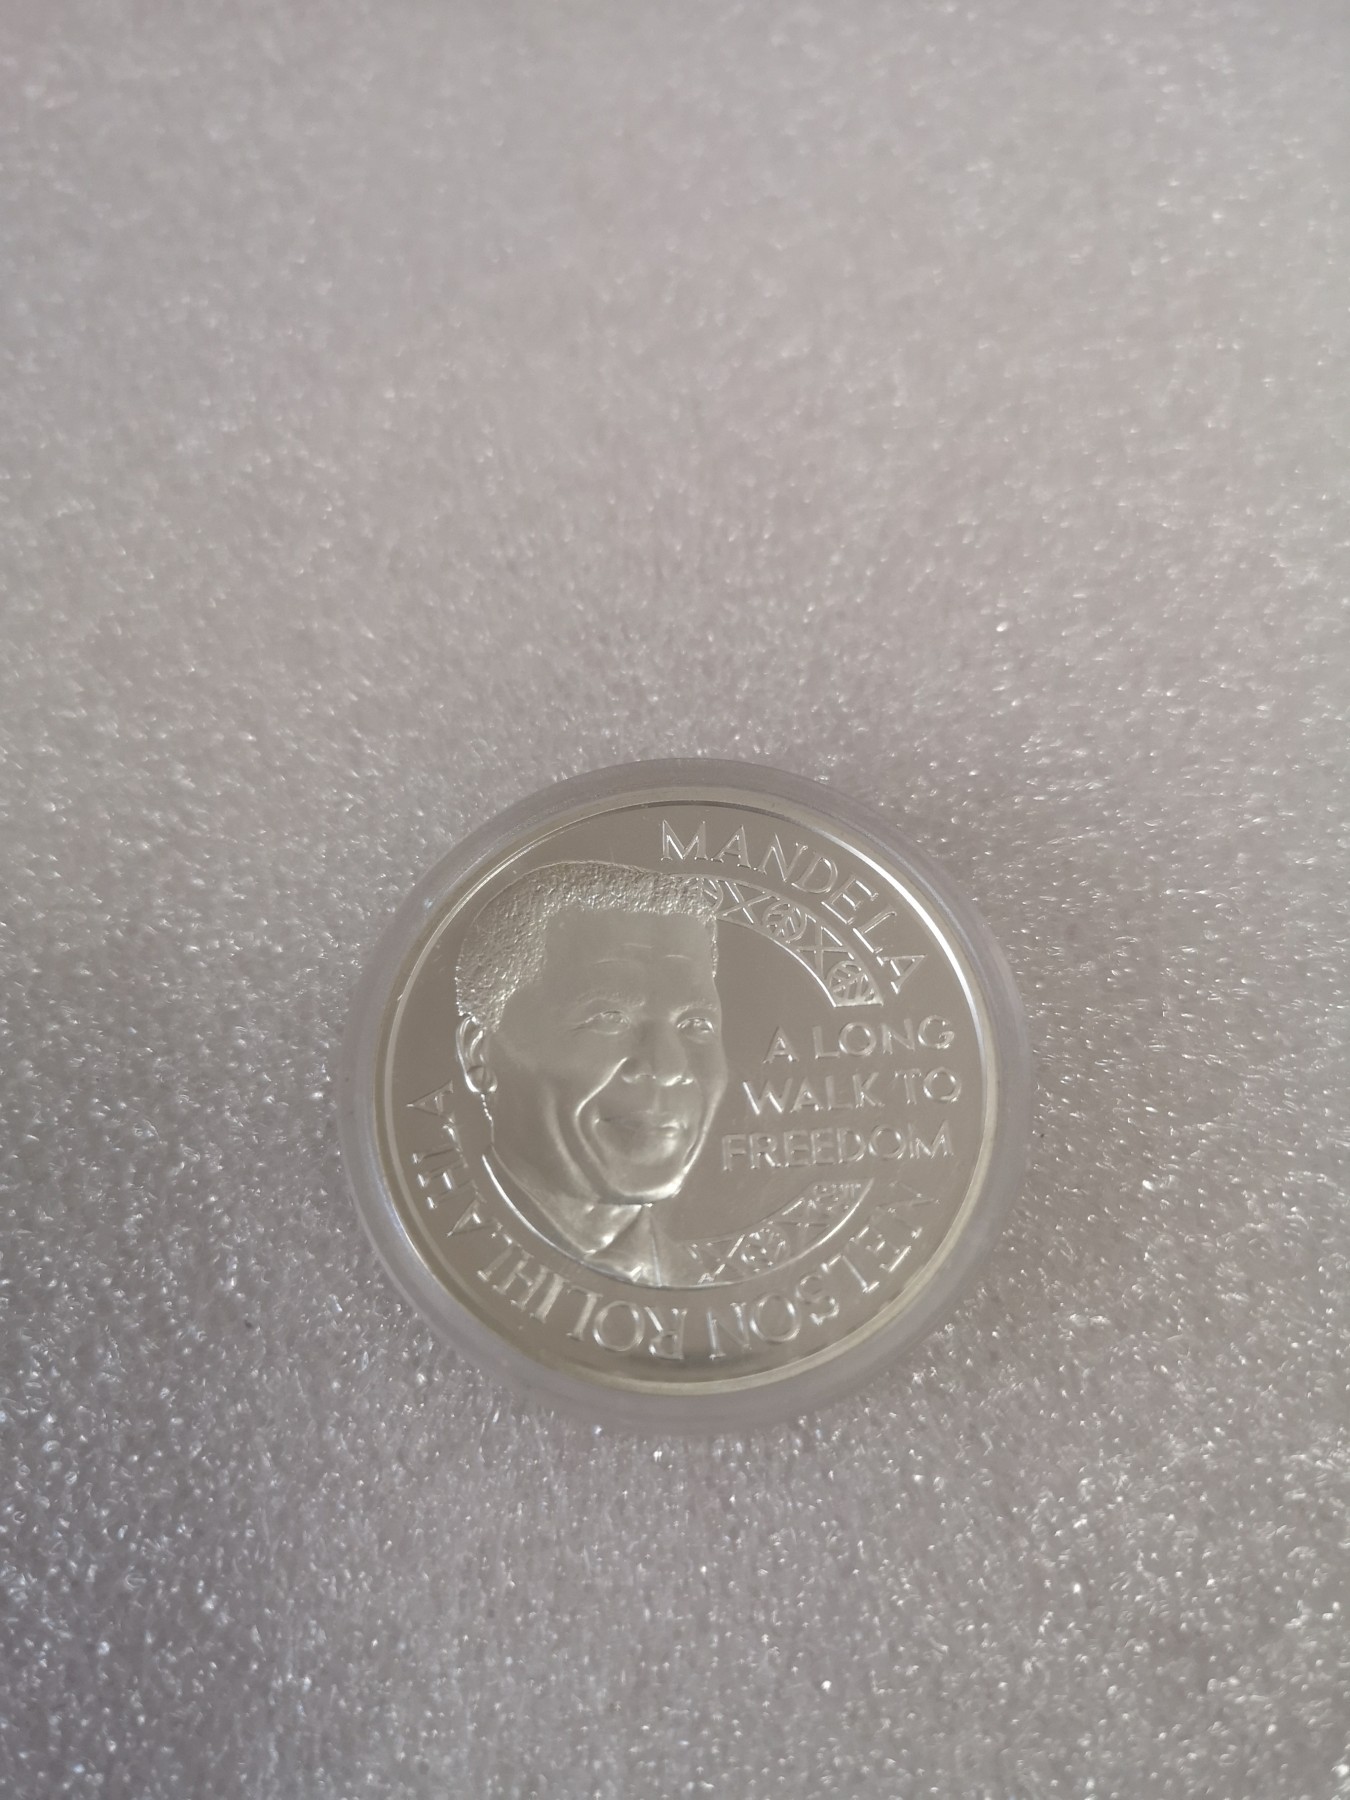 NELSON ROLIHLAHLA MANDELA
A LONG
WALK TO
FREEDOM